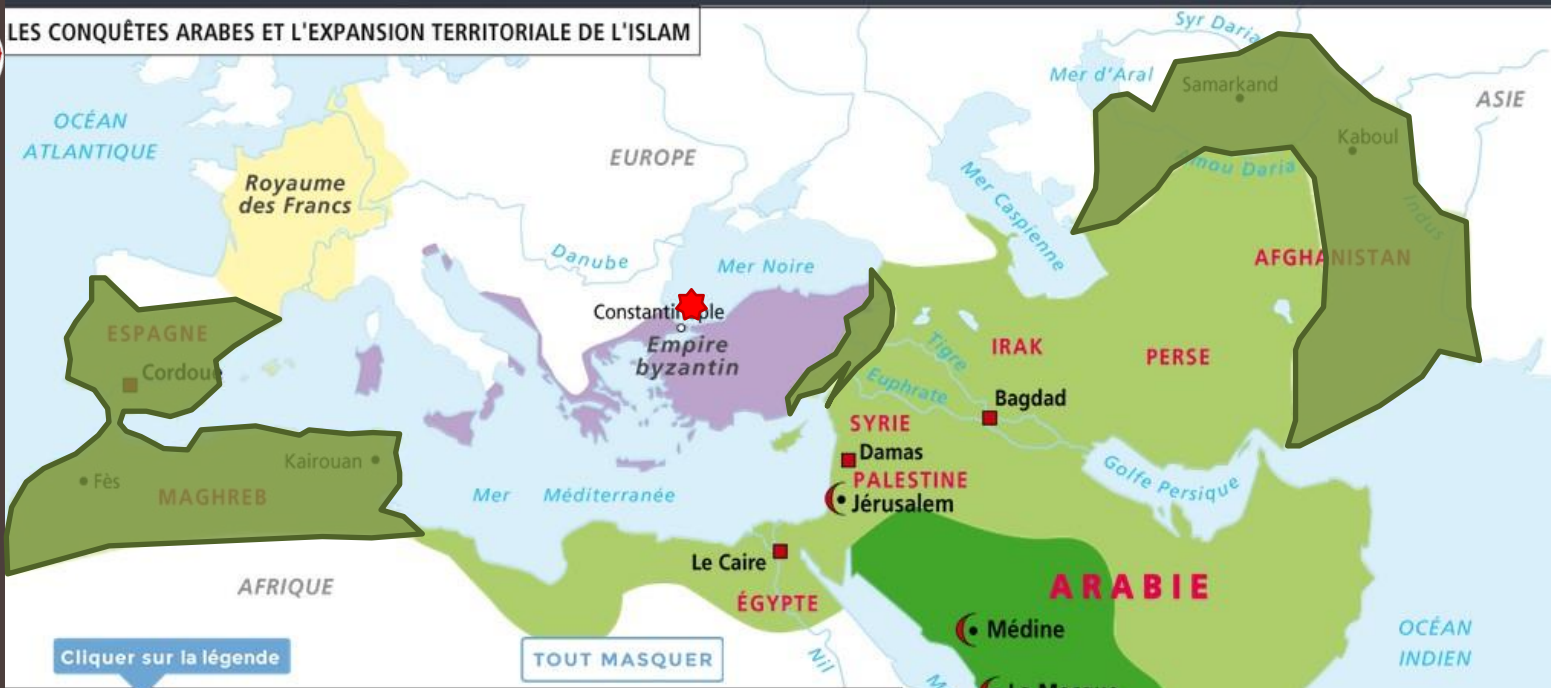 LES CONQUÊTES ARABES ET L'EXPANSION TERRITORIALE DE L'ISLAM
Syr Daria
Mer d'Aral
Samarkand
ASIE
OCÉAN
ATLANTIQUE
EUROPE
Kaboul
Royaume
des Francs
Mer Caspienne
Amou Daria
Indus
Danube
Mer Noire
AFGHANISTAN
Constantinople
ESPAGNE
Cordoue
Empire
byzantin
Tigre
IRAK
PERSE
Euphrate
Bagdad
SYRIE
Damas
Kairouan
Fès
MAGHREB
Mer Méditerranée
PALESTINE
Jérusalem
Golfe Persique
Le Caire
AFRIQUE
ÉGYPTE
ARABIE
Médine
OCÉAN
INDIEN
Cliquer sur la légende
TOUT MASQUER
Nil